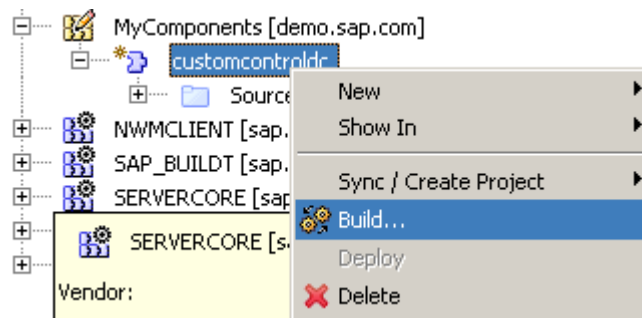 MyComponents [demo.sap.com]
customcontroldc
Source
NWMCLIENT [sap.
SAP_BUILDT [sap.
SERVERCORE [sap
SERVERCORE [s
Vendor:
New
Show In
Sync / Create Project
Build...
Deploy
Delete